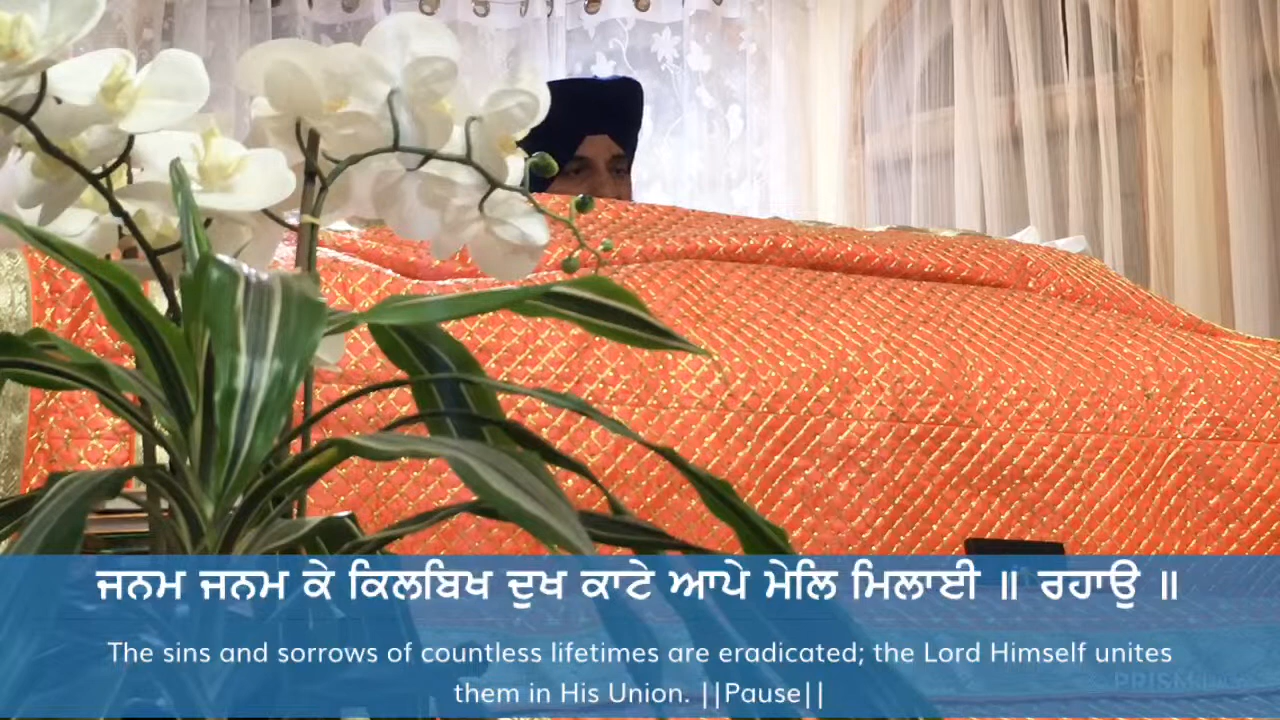 ਜਨਮ ਜਨਮ ਕੇ ਕਿਲਬਿਖ ਦੁਖ ਕਾਟੇ ਆਪੇ ਮੇਲਿ ਮਿਲਾਈ ॥ ਰਹਾਉ ॥
The sins and sorrows of countless lifetimes are eradicated; the Lord Himself unites
them in His Union. ||Pause||
PRISM